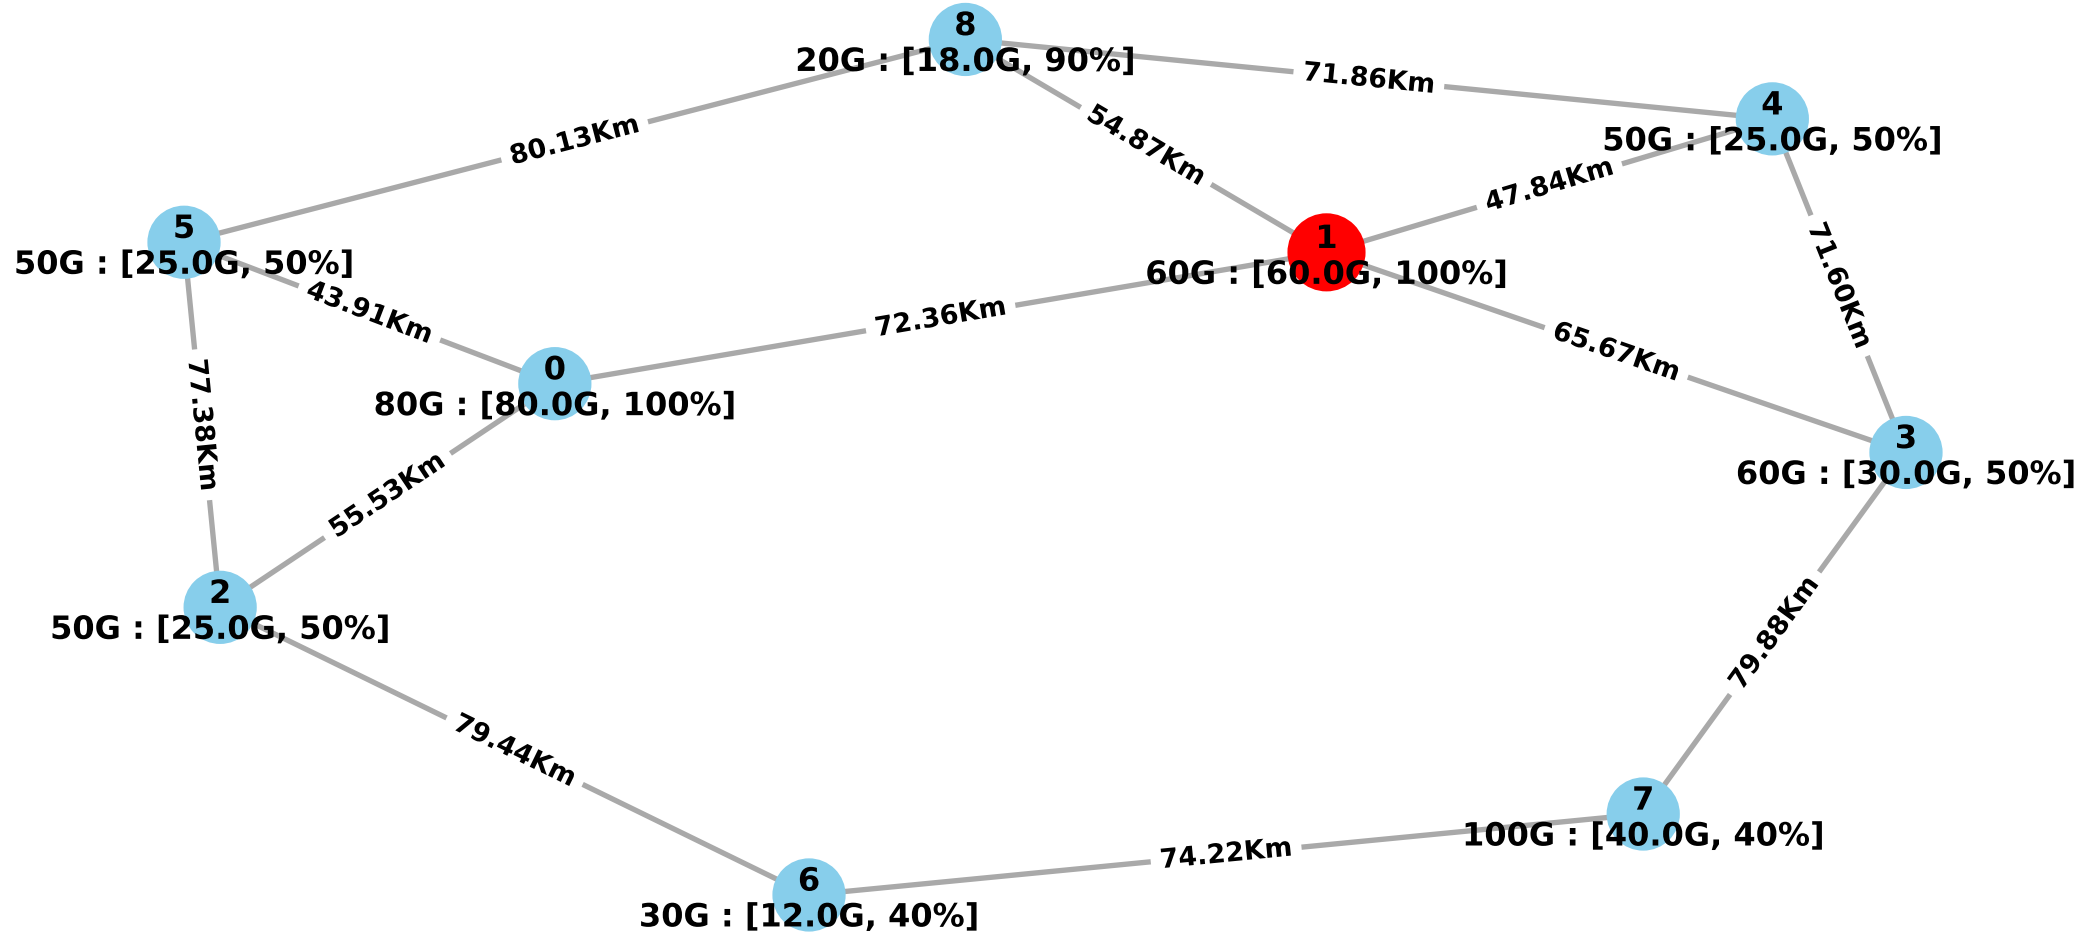 8
20G : [18.0G, 90%]
71.86Km
4
50G : [25.0G, 50%]
80.13Km
54.87Km
47.84Km
5
50G : [25.0G, 50%]
1
60G : [60.0G, 100%]
71.60Km
43.91Km
72.36Km
65.67Km
0
80G : [80.0G, 100%]
77.38Km
3
60G : [30.0G, 50%]
55.53Km
2
50G : [25.0G, 50%]
79.88Km
79.44Km
7
100G : [40.0G, 40%]
74.22Km
6
30G : [12.0G, 40%]